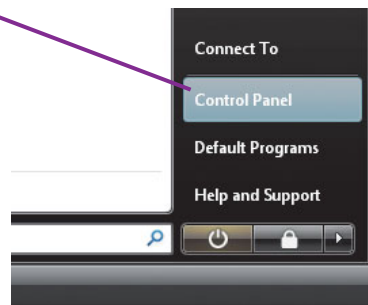 Connect To
Control Panel
Default Programs
Help and Support